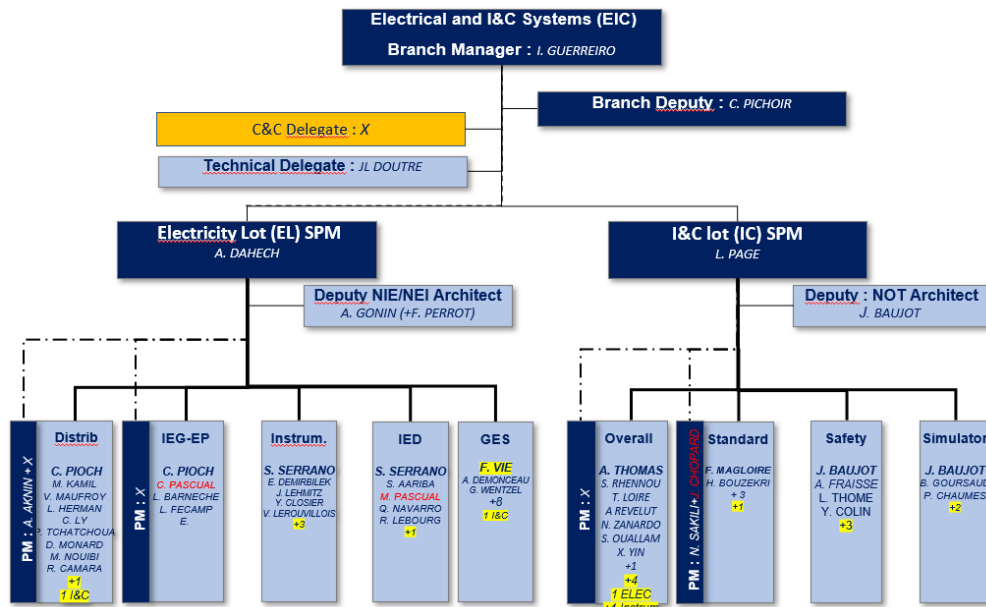 Electrical and I&C Systems (EIC)
Branch Manager : I. GUERREIRO
Branch Deputy : C. PICHOIR
C&C Delegate : X
Technical Delegate : JL DOUTRE
Electricity Lot (EL) SPM
A. DAHECH
I&C lot (IC) SPM
L. PAGE
Deputy NIE/NEI Architect
A. GONIN (+F. PERROT)
Deputy : NOT Architect
J. BAUJOT
PM : A. AKNIN + X
Distrib
C. PIOCH
M. KAMIL
V. MAUFROY
L. HERMAN
C. LY
P. TCHATCHOUA
D. MONARD
M. NOUIBI
R. CAMARA
+1
1 I&C
PM : X
IEG-EP
C. PIOCH
C. PASCUAL
L. BARNECHE
L. FECAMP
E.
Instrum.
S. SERRANO
E. DEMIRBILEK
J. LEHMITZ
Y. CLOSIER
V. LEROUVILLOIS
+3
IED
S. SERRANO
S. AARIBA
M. PASCUAL
Q. NAVARRO
R. LEBOURG
+1
GES
F. VIE
A. DEMONCEAU
G. WENTZEL
+8
1 I&C
PM : X
Overall
A. THOMAS
S. RHENNOU
T. LOIRE
A REVELUT
N. ZANARDO
S. OUALLAM
X. YIN
+1
+4
1 ELEC
+1 Instrum
PM : N. SAKILI+J. CHOPARD
Standard
F. MAGLOIRE
H. BOUZEKRI
+ 3
+1
Safety
J. BAUJOT
A. FRAISSE
L. THOME
Y. COLIN
+3
Simulator
J. BAUJOT
B. GOURSAUD
P. CHAUMES
+2